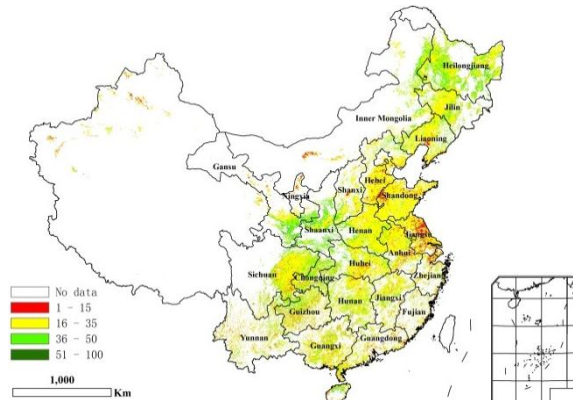 Heilongjiang
Jilin
Inner Mongolia
Liaoning
Gansu
Hebei
Ningxia
Shanxi
Shandong
Shaanxi
Henan
Jiangsu
Anhui
Hubei
Sichuan
Chongqing
Zhejiang
Hunan
Jiangxi
Guizhou
Fujian
Yunnan
Guangxi
Guangdong
No data
1 - 15
16 - 35
36 - 50
51 - 100
1,000
Km